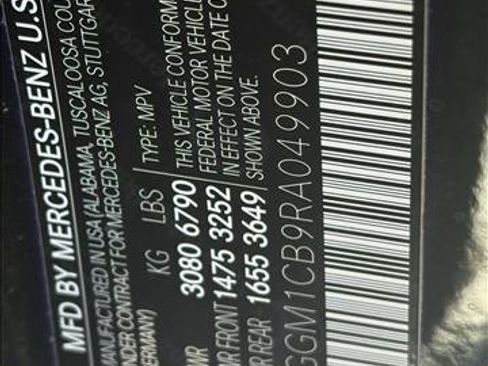 MFD BY MERCEDES-BENZ U.S
MANUFACTURED IN USA (ALABAMA, TUSCALOOSA COU
UNDER CONTRACT FOR MERCEDES-BENZ AG, STUTTGAR
ERMANY)
KG LBS TYPE: MPV
3080 6790 THIS VEHICLE CONFORM
R FRONT 1475 3252 FEDERAL MOTOR VEHICLE
IN EFFECT ON THE DATE O
R REAR 1655 3649 SHOWN ABOVE.
GGM1CB9RA049903